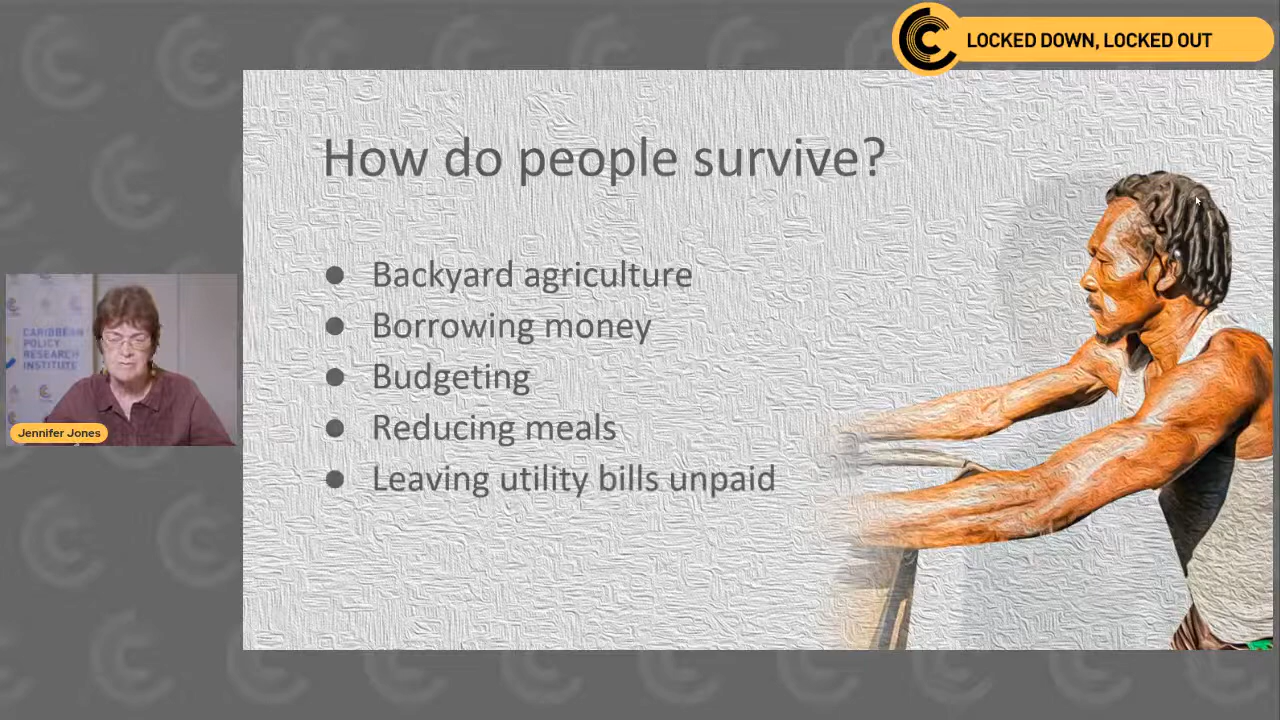 LOCKED DOWN, LOCKED OUT
How do people survive?
● Backyard agriculture
● Borrowing money
● Budgeting
● Reducing meals
● Leaving utility bills unpaid
CARIBBEAN
POLICY
RESEARCH
INSTITUTE
Jennifer Jones